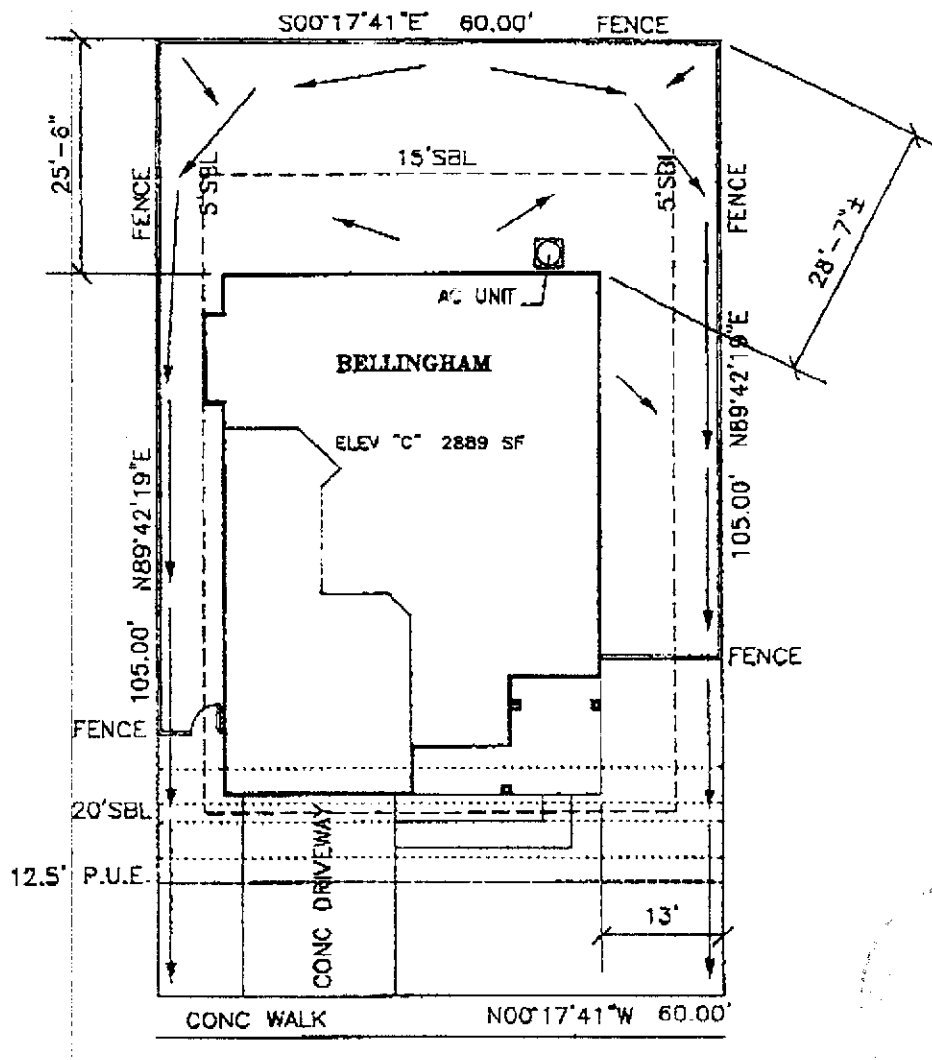 S00°17'41"E 60.00' FENCE
25'-6"
FENCE
5'SBL
15'SBL
5'SBL
FENCE
28'-7"±
AC UNIT
BELLINGHAM
ELEV "C" 2889 SF
N89°42'19"E
105.00'
N89°42'19"E
105.00'
FENCE
FENCE
20'SBL
12.5' P.U.E.
CONC DRIVEWAY
13'
CONC WALK
N00°17'41"W 60.00'